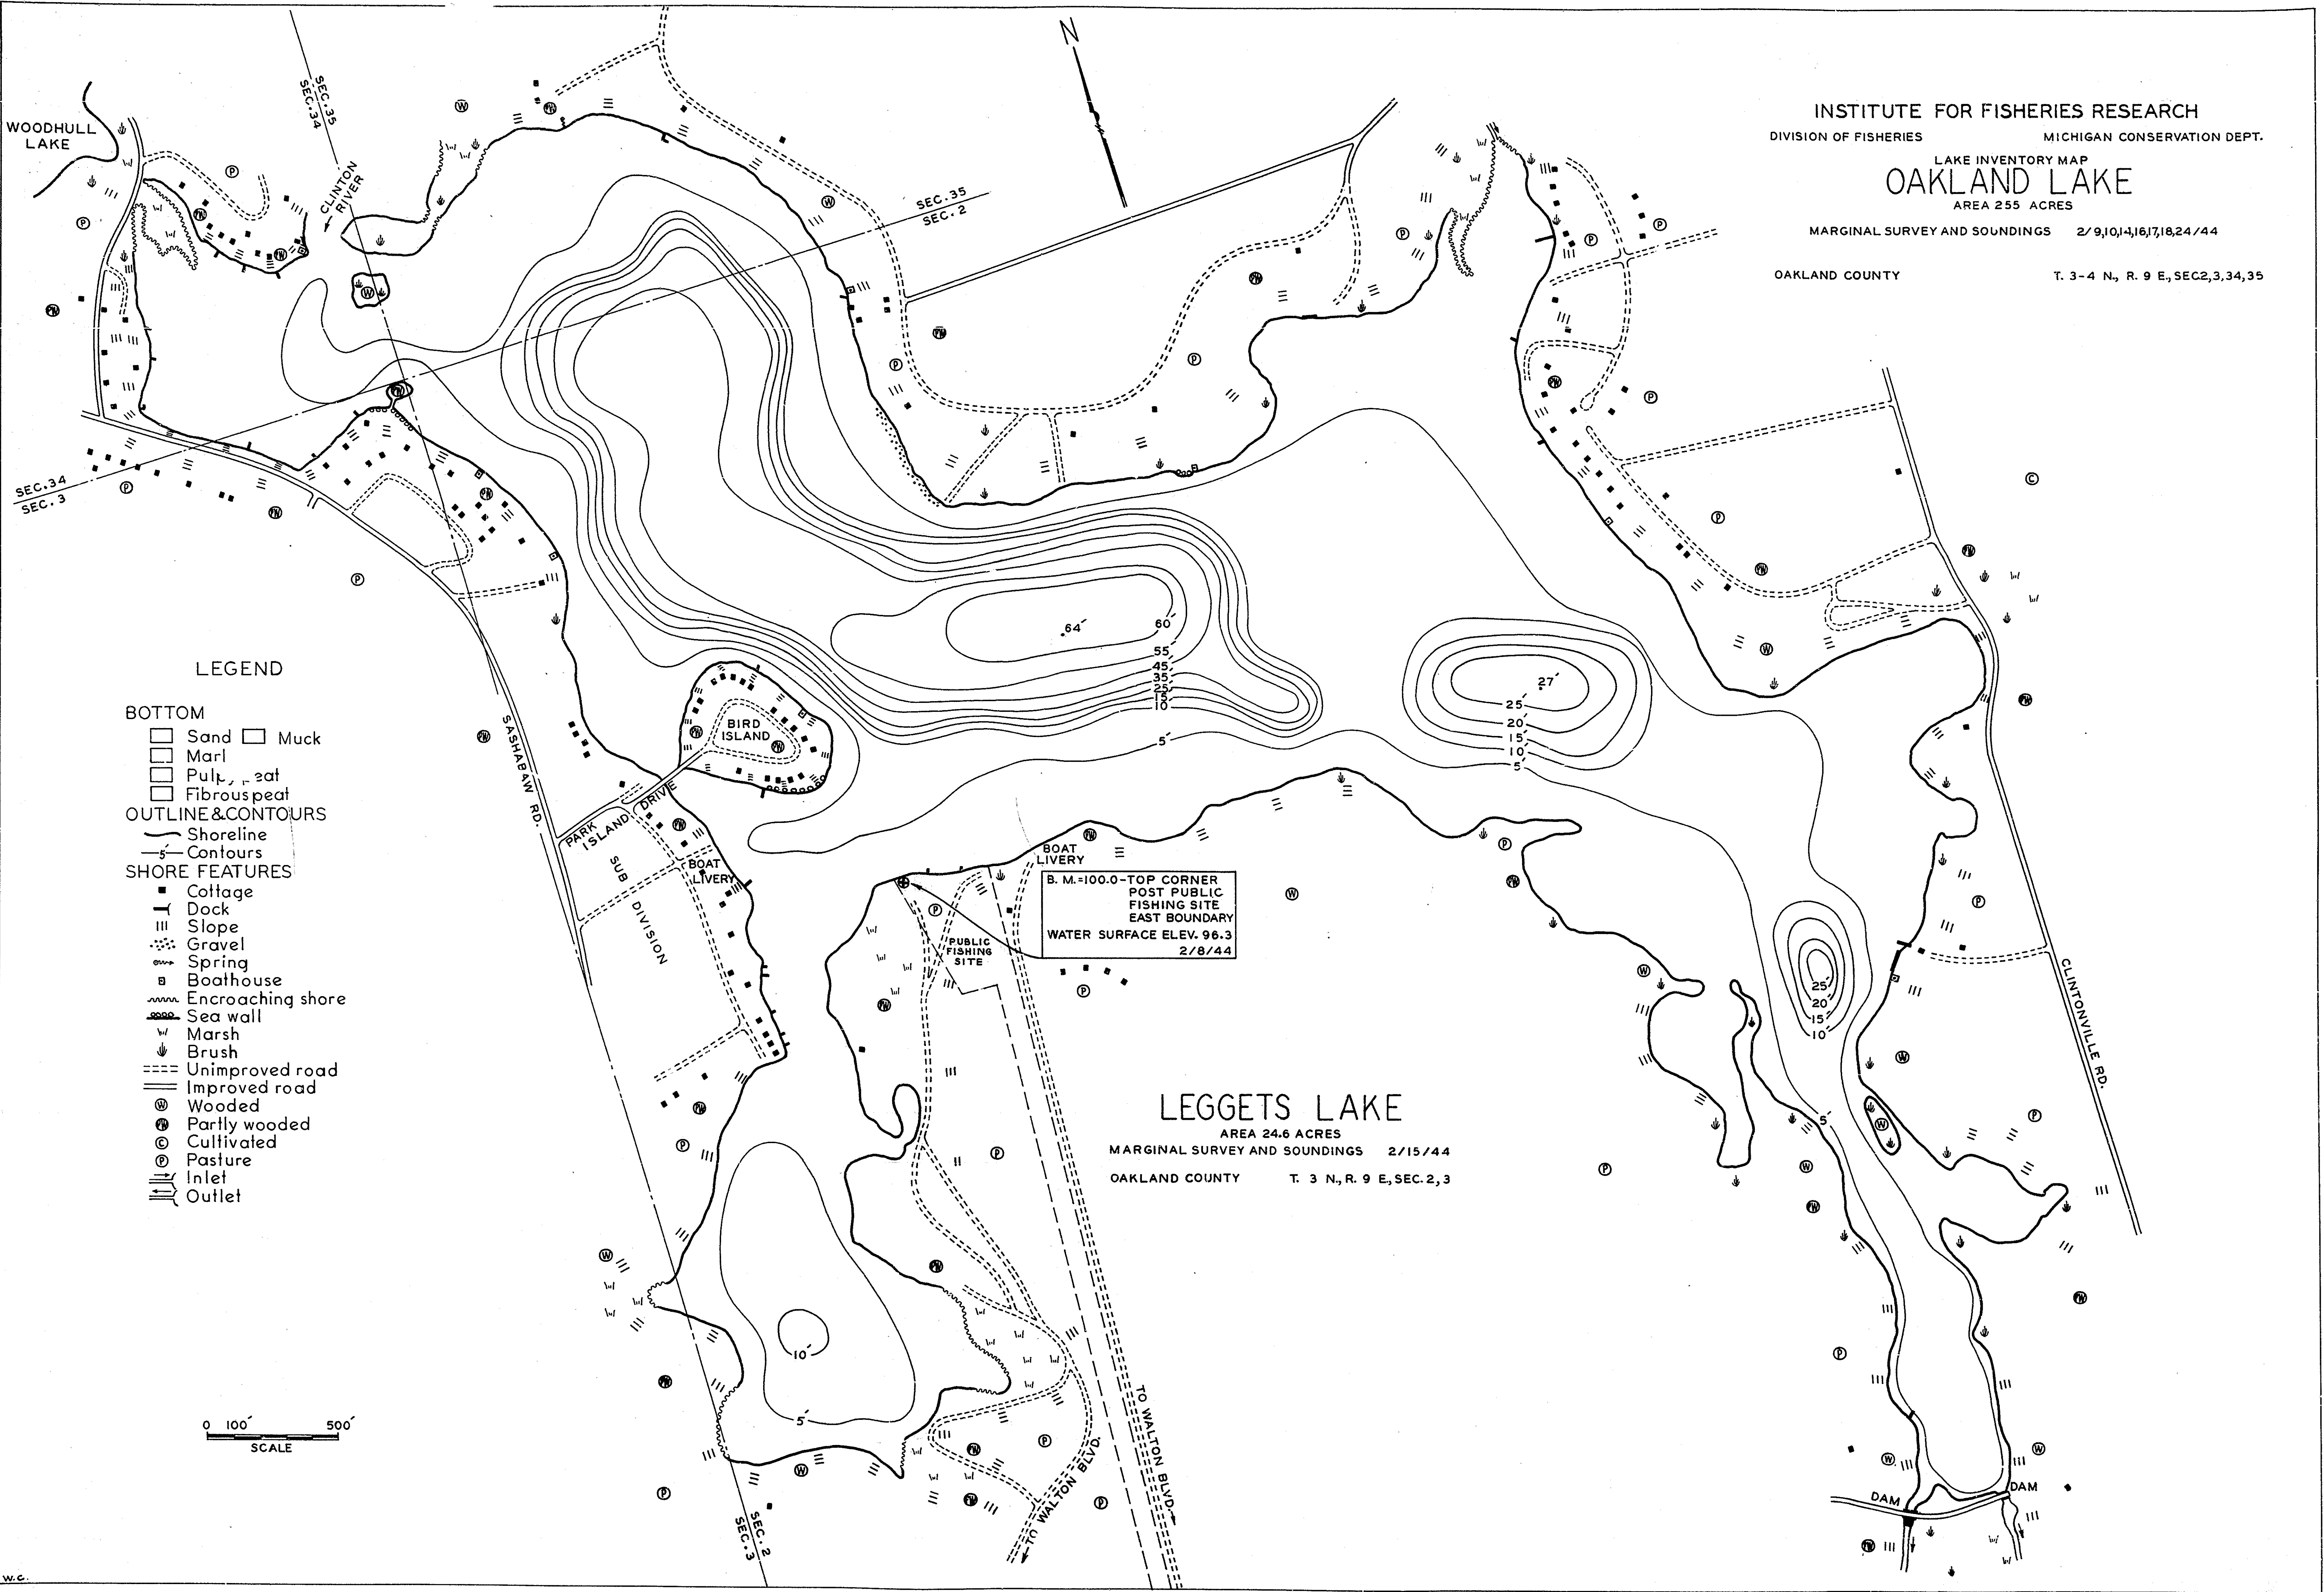 N
INSTITUTE FOR FISHERIES RESEARCH
DIVISION OF FISHERIES MICHIGAN CONSERVATION DEPT.
LAKE INVENTORY MAP
OAKLAND LAKE
AREA 255 ACRES
MARGINAL SURVEY AND SOUNDINGS 2/9,10,14,16,17,18,24/44
OAKLAND COUNTY T. 3-4 N., R. 9 E., SEC 2,3,34,35
WOODHULL
LAKE
SEC. 35
SEC. 34
CLINTON
RIVER
SEC. 35
SEC. 2
SEC. 34
SEC. 3
64'
60'
55'
45'
35'
25'
15'
10'
5'
27'
25'
20'
15'
10'
5'
BIRD
ISLAND
SASHABAW RD.
PARK
ISLAND
DRIVE
SUB
DIVISION
BOAT
LIVERY
BOAT
LIVERY
B. M.=100.0-TOP CORNER
POST PUBLIC
FISHING SITE
EAST BOUNDARY
WATER SURFACE ELEV. 96.3
2/8/44
PUBLIC
FISHING
SITE
25'
20'
15'
10'
5'
CLINTONVILLE RD.
LEGGETS LAKE
AREA 24.6 ACRES
MARGINAL SURVEY AND SOUNDINGS 2/15/44
OAKLAND COUNTY T. 3 N., R. 9 E., SEC. 2, 3
10'
5'
TO WALTON BLVD.
TO WALTON BLVD.
SEC. 2
SEC. 3
DAM
DAM
LEGEND
BOTTOM
Sand Muck
Marl
Fibrous peat
OUTLINE & CONTOURS
Shoreline
5' Contours
SHORE FEATURES
Cottage
Dock
Slope
Gravel
Spring
Boathouse
Encroaching shore
Sea wall
Marsh
Brush
Unimproved road
Improved road
W Wooded
PW Partly wooded
C Cultivated
P Pasture
Inlet
Outlet
0 100' 500'
SCALE
W.C.